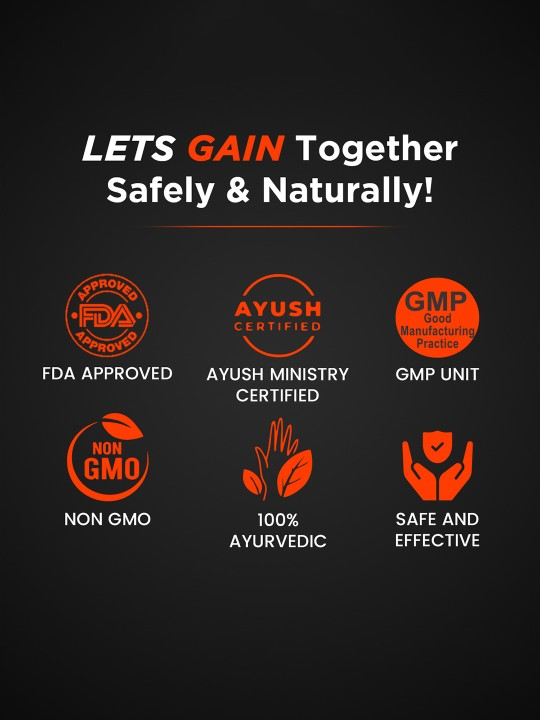 LETS GAIN Together
Safely & Naturally!
APPROVED
FDA
APPROVED
FDA APPROVED
AYUSH
CERTIFIED
AYUSH MINISTRY
CERTIFIED
GMP
Good
Manufacturing
Practice
GMP UNIT
NON
GMO
NON GMO
100%
AYURVEDIC
SAFE AND
EFFECTIVE